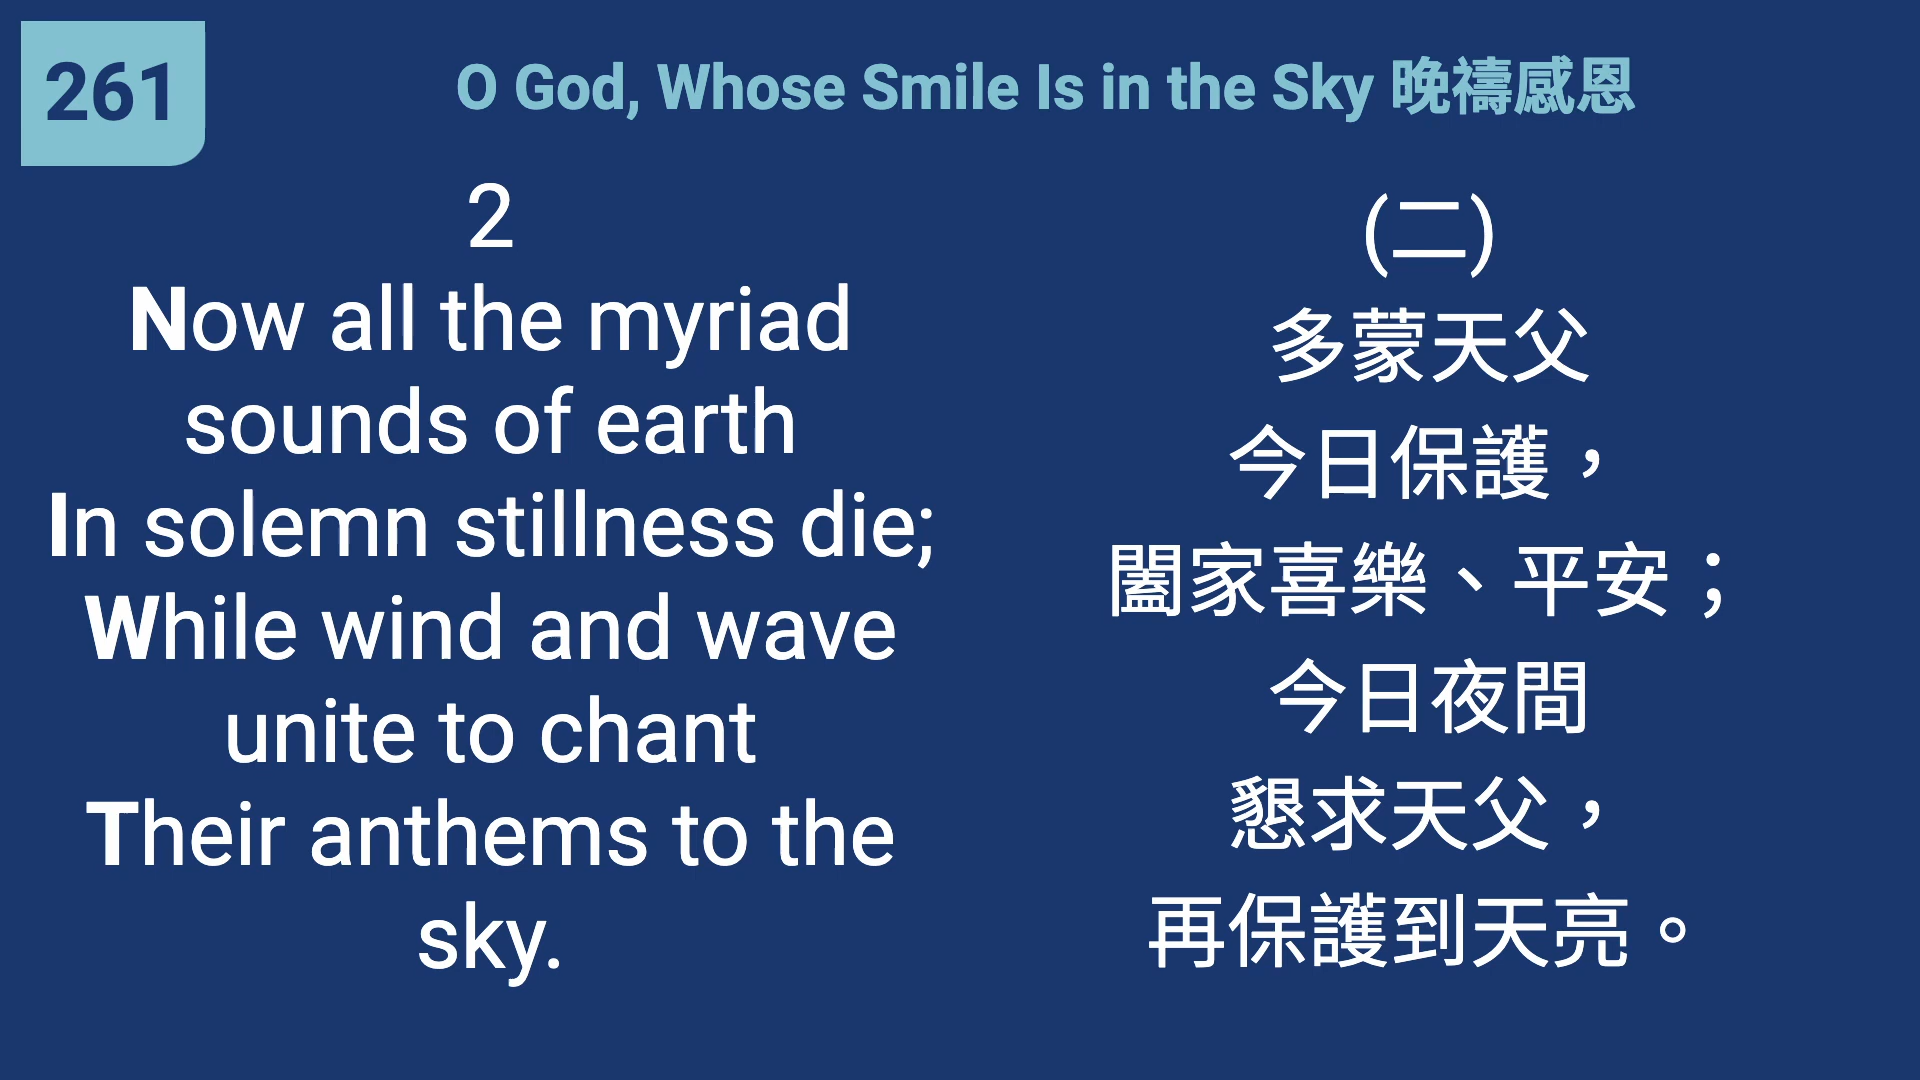 261
O God, Whose Smile Is in the Sky 晚禱感恩
2
Now all the myriad
sounds of earth
In solemn stillness die;
While wind and wave
unite to chant
Their anthems to the
sky.
(二)
多蒙天父
今日保護，
闔家喜樂、平安；
今日夜間
懇求天父，
再保護到天亮。